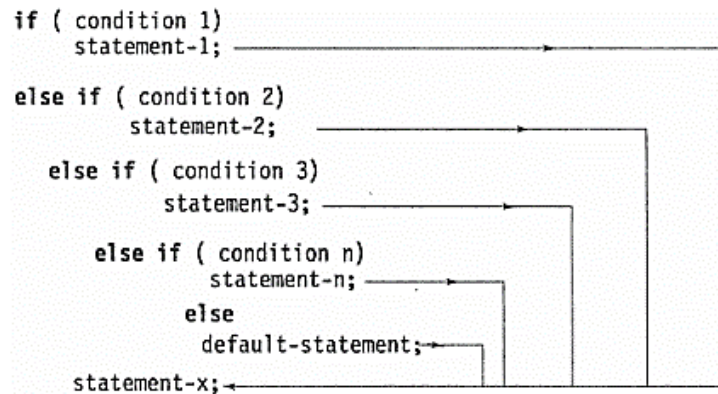 if ( condition 1)
statement-1;
else if ( condition 2)
statement-2;
else if ( condition 3)
statement-3;
else if ( condition n)
statement-n;
else
default-statement;
statement-x;